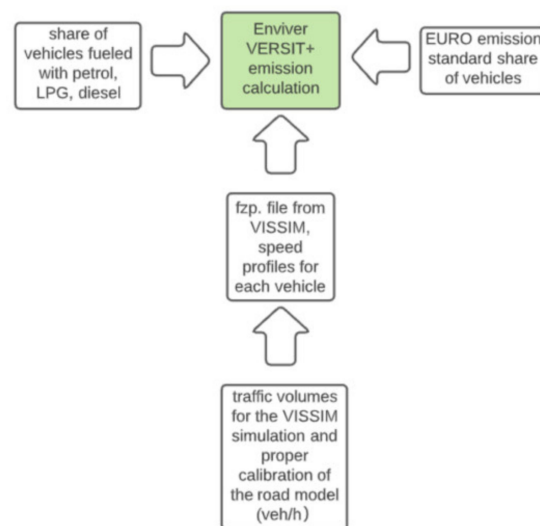 share of
vehicles fueled
with petrol,
LPG, diesel
Enviver
VERSIT+
emission
calculation
EURO emission
standard share
of vehicles
fzp. file from
VISSIM,
speed
profiles for
each vehicle
traffic volumes
for the VISSIM
simulation and
proper
calibration of
the road model
(veh/h)